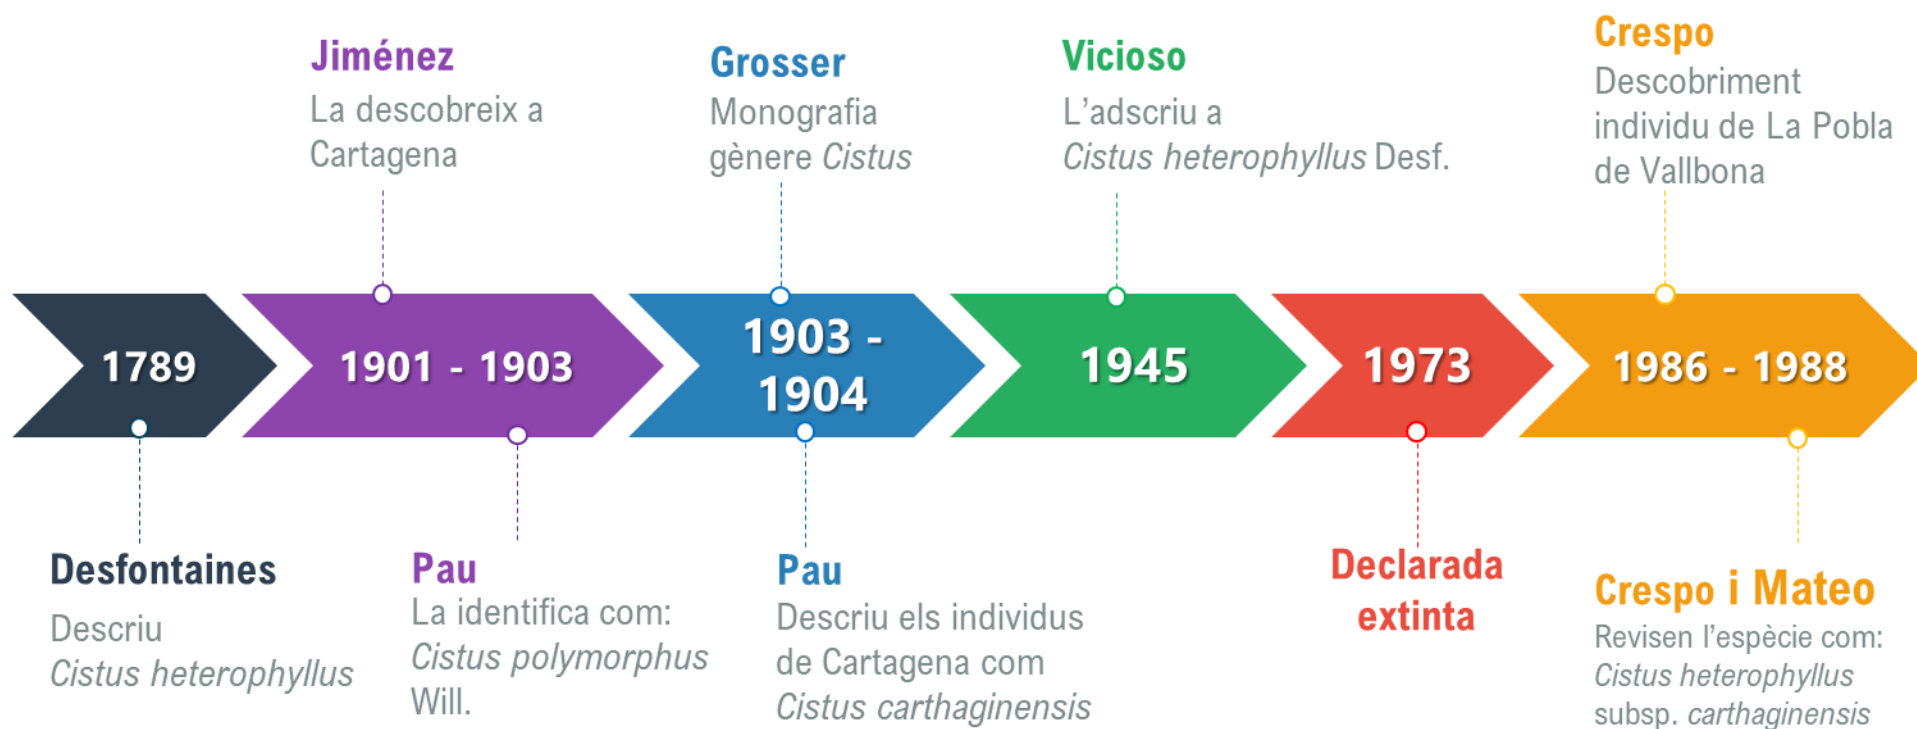 Jiménez
La descobreix a
Cartagena
Grosser
Monografia
gènere Cistus
Vicioso
L'adscriu a
Cistus heterophyllus Desf.
Crespo
Descobriment
individu de La Pobla
de Vallbona
1789
1901 - 1903
1903 -
1904
1945
1973
1986 - 1988
Desfontaines
Descriu
Cistus heterophyllus
Pau
La identifica com:
Cistus polymorphus
Will.
Pau
Descriu els individus
de Cartagena com
Cistus carthaginensis
Declarada
extinta
Crespo i Mateo
Revisen l'espècie com:
Cistus heterophyllus
subsp. carthaginensis